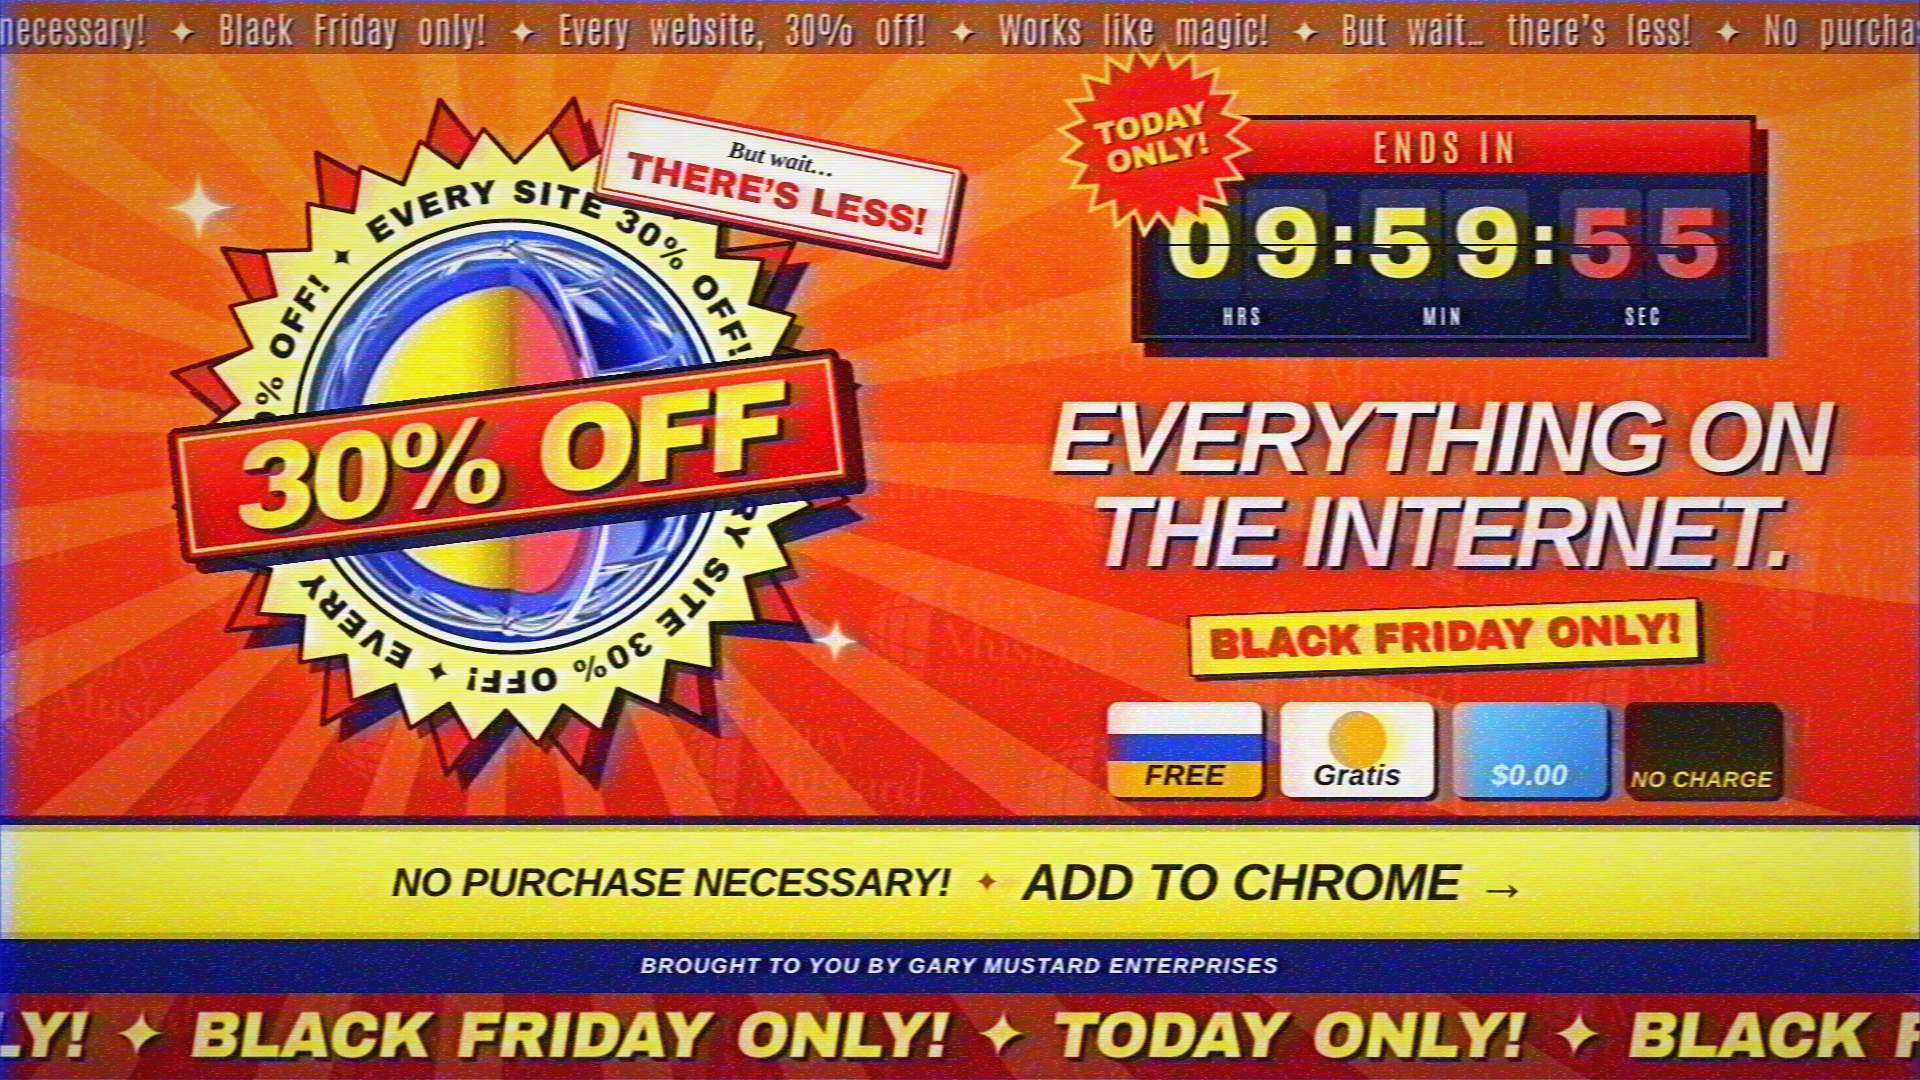 necessary! ✦ Black Friday only! ✦ Every website, 30% off! ✦ Works like magic! ✦ But wait… there's less! ✦ No purcha
EVERY SITE 30% OFF! ✦ EVERY SITE 30% OFF! ✦
But wait...
THERE'S LESS!
30% OFF
TODAY
ONLY!
ENDS IN
09:59:55
HRS MIN SEC
EVERYTHING ON
THE INTERNET.
BLACK FRIDAY ONLY!
FREE
Gratis
$0.00
NO CHARGE
NO PURCHASE NECESSARY! ✦ ADD TO CHROME →
BROUGHT TO YOU BY GARY MUSTARD ENTERPRISES
LY! ✦ BLACK FRIDAY ONLY! ✦ TODAY ONLY! ✦ BLACK F